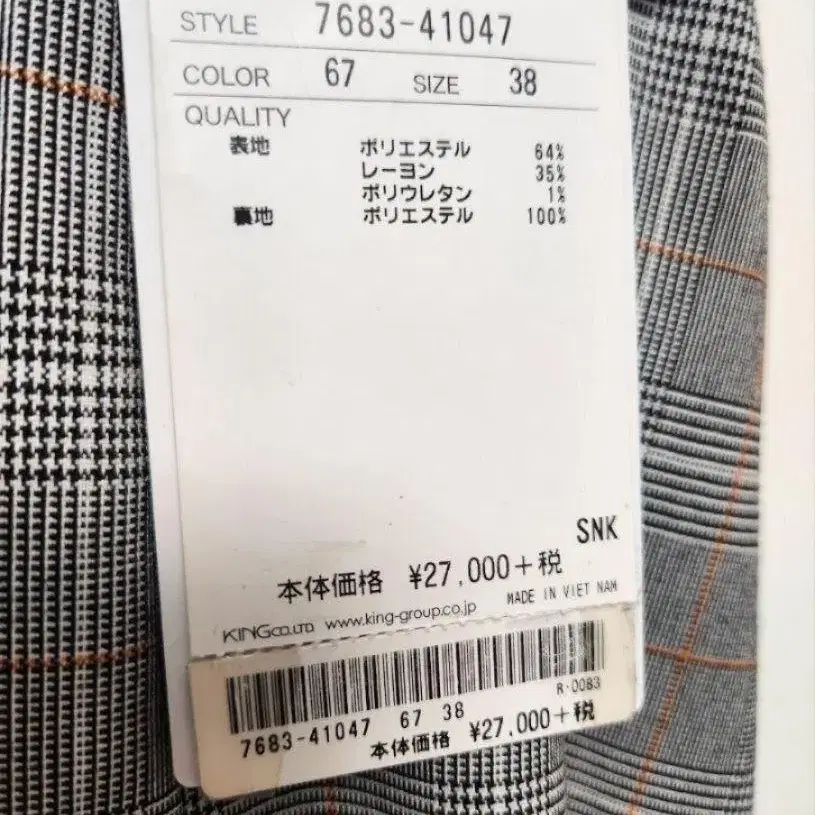 STYLE 7683-41047
COLOR 67 SIZE 38
QUALITY
表地 ポリエステル 64%
レーヨン 35%
ポリウレタン 1%
裏地 ポリエステル 100%
SNK
本体価格 ¥27,000+税
MADE IN VIET NAM
KINGCO.LTD www.king-group.co.jp
R-0083
7683-41047 67 38
本体価格 ¥27,000+税